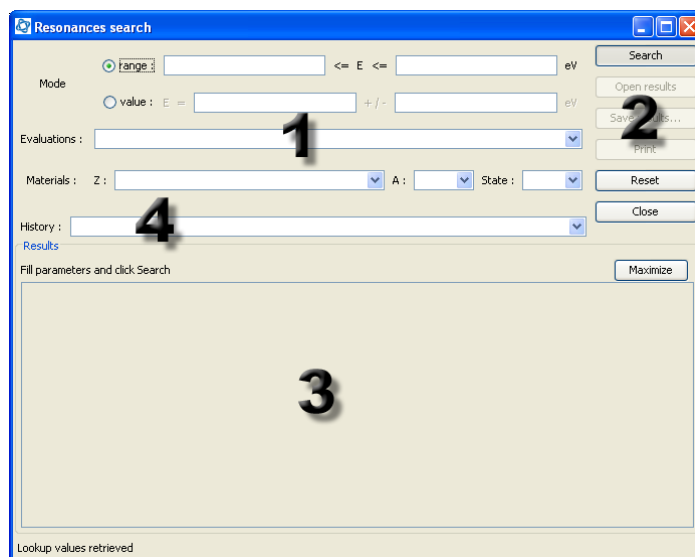 Resonances search
range : <= E <= eV Search
Mode
Open results
value : E = +/- eV
1 2
Save results...
Evaluations :
Print
Materials : Z : A : State : Reset
4
Close
History :
Results
Fill parameters and click Search Maximize
3
Lookup values retrieved